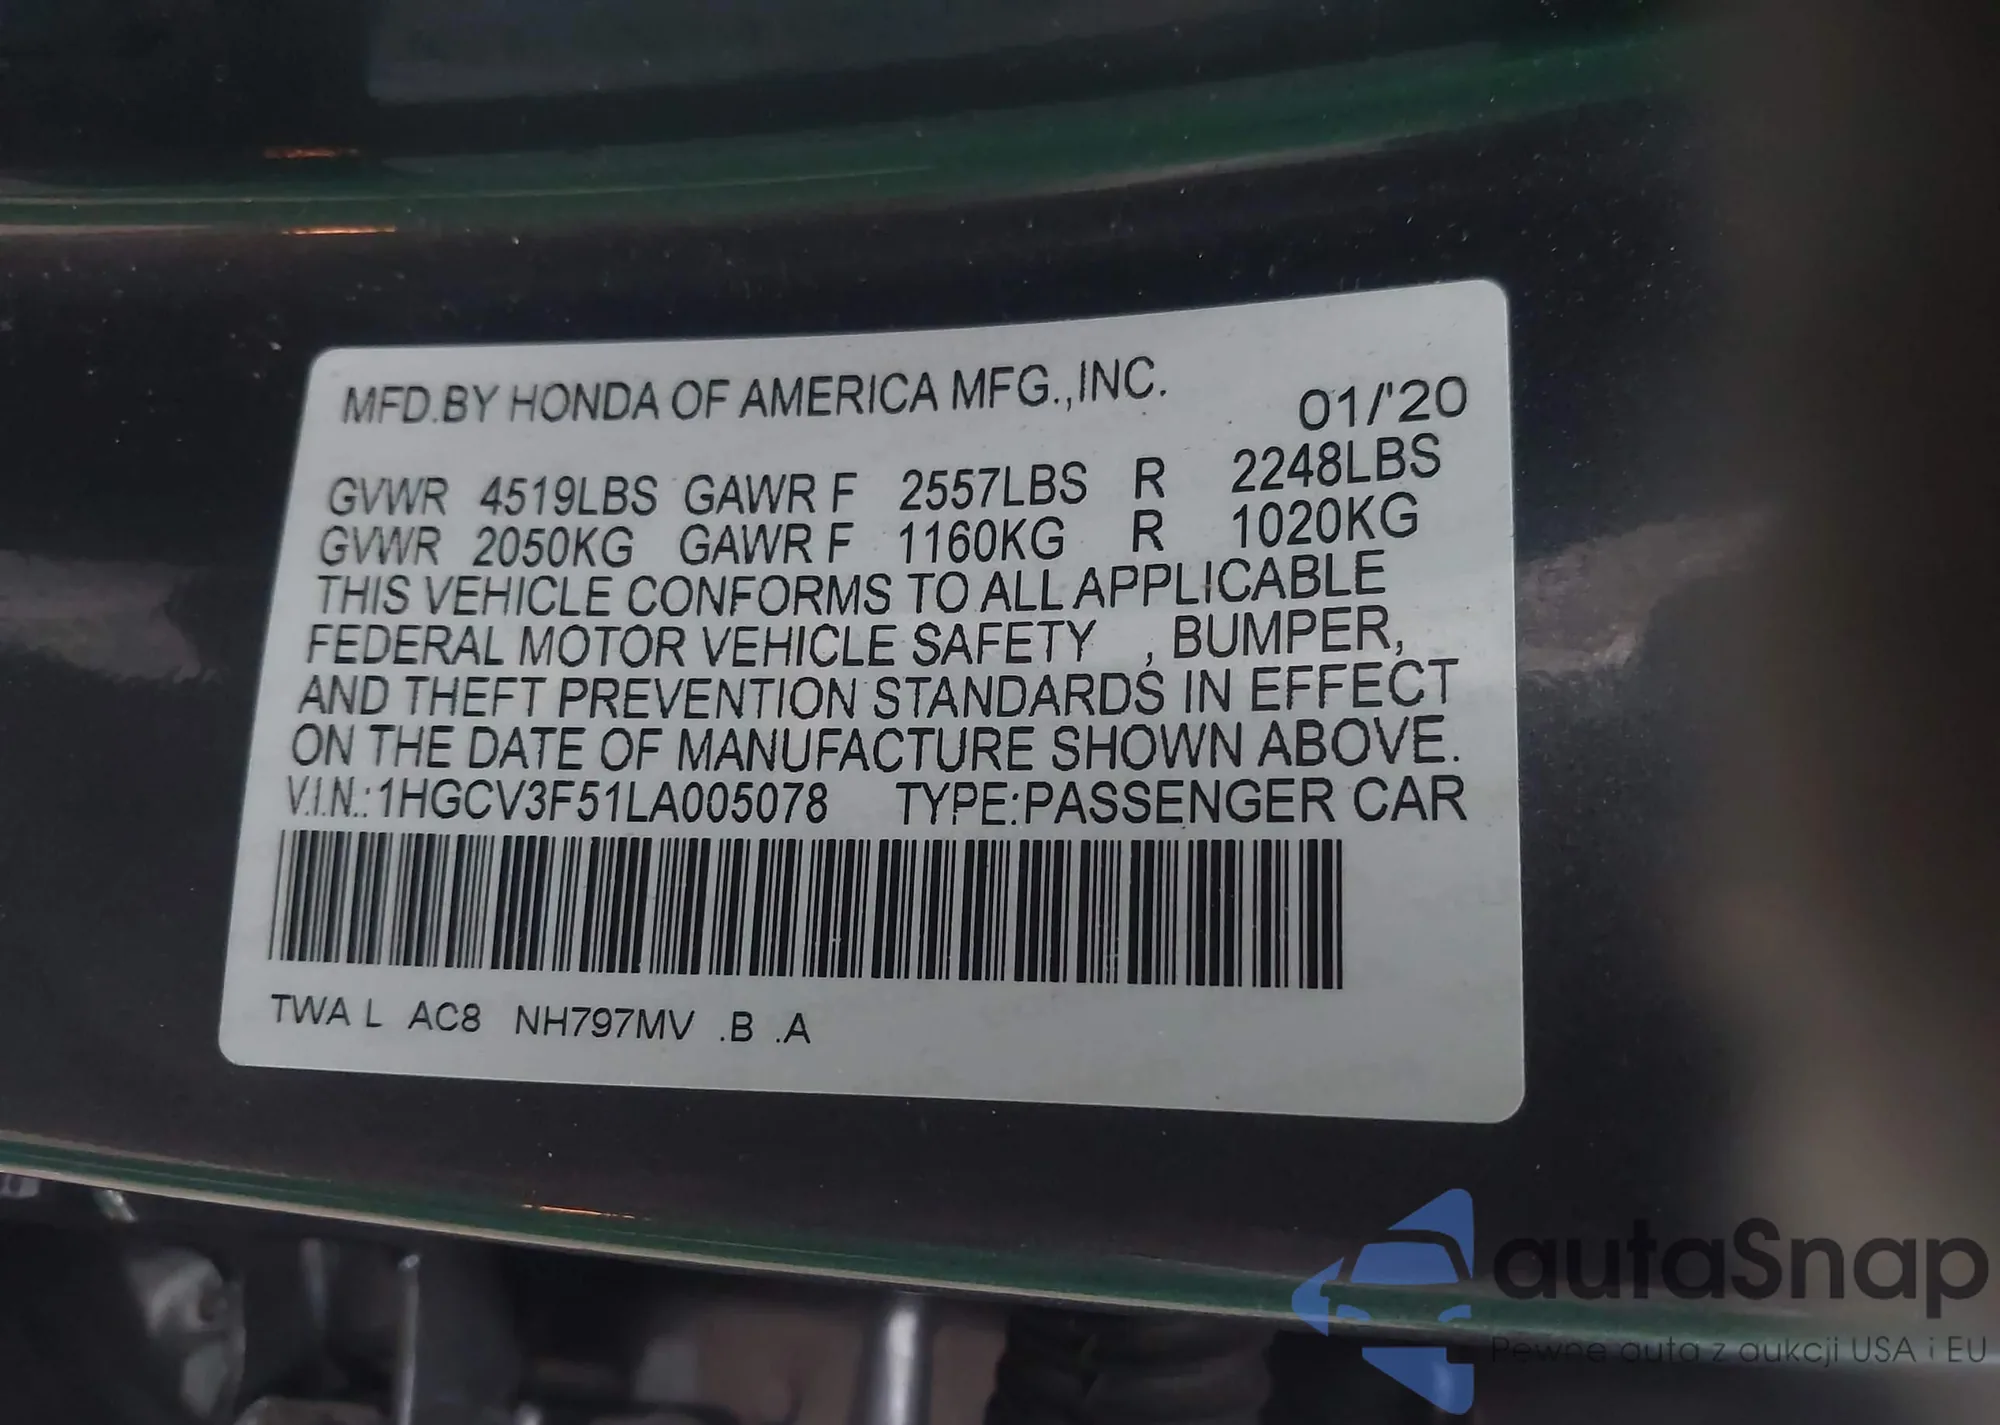 MFD.BY HONDA OF AMERICA MFG.,INC. 01/'20
GVWR 4519LBS GAWR F 2557LBS R 2248LBS
GVWR 2050KG GAWR F 1160KG R 1020KG
THIS VEHICLE CONFORMS TO ALL APPLICABLE
FEDERAL MOTOR VEHICLE SAFETY , BUMPER,
AND THEFT PREVENTION STANDARDS IN EFFECT
ON THE DATE OF MANUFACTURE SHOWN ABOVE.
V.I.N.: 1HGCV3F51LA005078 TYPE:PASSENGER CAR
TWA L AC8 NH797MV .B .A
autaSnap
Pewne auta z aukcji USA i EU